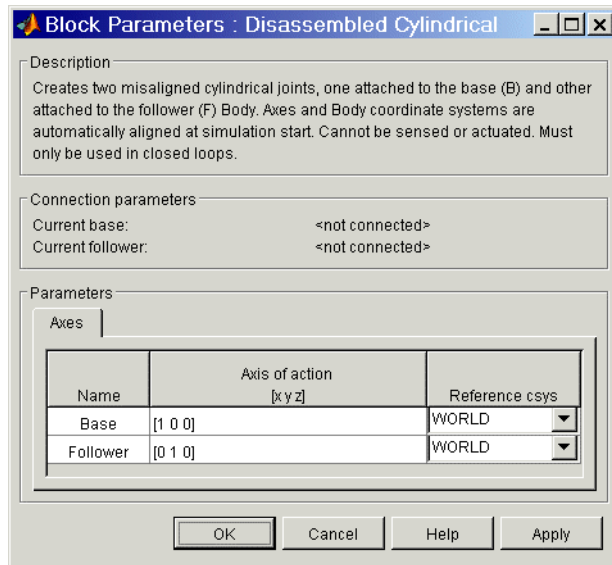 Block Parameters : Disassembled Cylindrical
Description
Creates two misaligned cylindrical joints, one attached to the base (B) and other
attached to the follower (F) Body. Axes and Body coordinate systems are
automatically aligned at simulation start. Cannot be sensed or actuated. Must
only be used in closed loops.
Connection parameters
Current base: <not connected>
Current follower: <not connected>
Parameters
Axes
Name Axis of action [x y z] Reference csys
Base [1 0 0] WORLD
Follower [0 1 0] WORLD
OK Cancel Help Apply